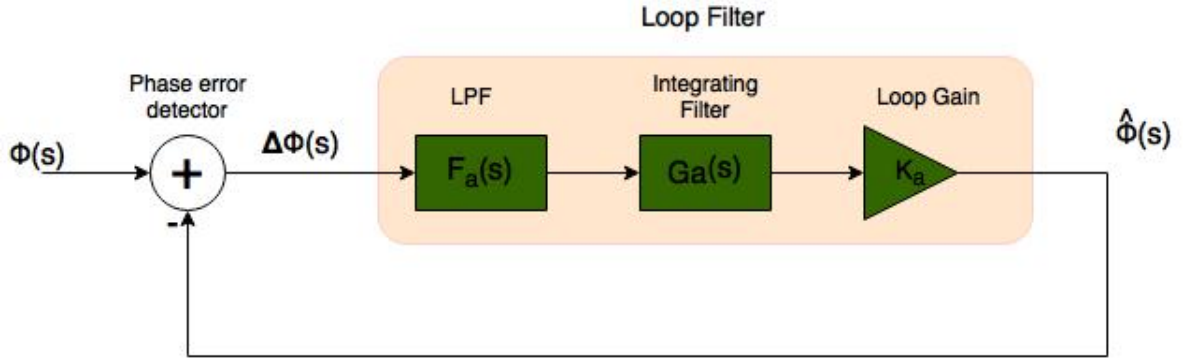 Loop Filter
Phase error
detector
LPF
Integrating
Filter
Loop Gain
Φ(s)
+
-
ΔΦ(s)
Fₐ(s)
Ga(s)
Kₐ
Φ̂(s)